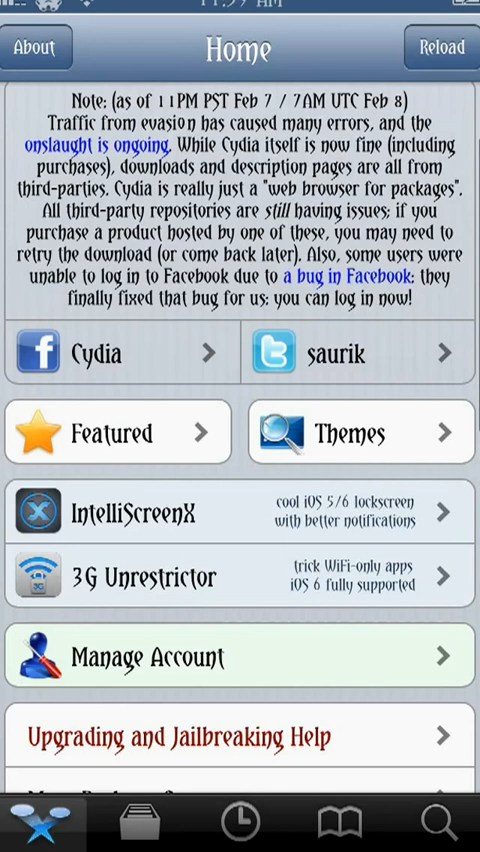 11:59 AM
About
Home
Reload
Note: (as of 11PM PST Feb 7 / 7AM UTC Feb 8)
Traffic from evasion has caused many errors, and the
onslaught is ongoing. While Cydia itself is now fine (including
purchases), downloads and description pages are all from
third-parties. Cydia is really just a "web browser for packages".
All third-party repositories are still having issues; if you
purchase a product hosted by one of these, you may need to
retry the download (or come back later). Also, some users were
unable to log in to Facebook due to a bug in Facebook: they
finally fixed that bug for us: you can log in now!
Cydia
saurik
Featured
Themes
IntelliScreenX
cool iOS 5/6 lockscreen
with better notifications
3G Unrestrictor
trick WiFi-only apps
iOS 6 fully supported
Manage Account
Upgrading and Jailbreaking Help